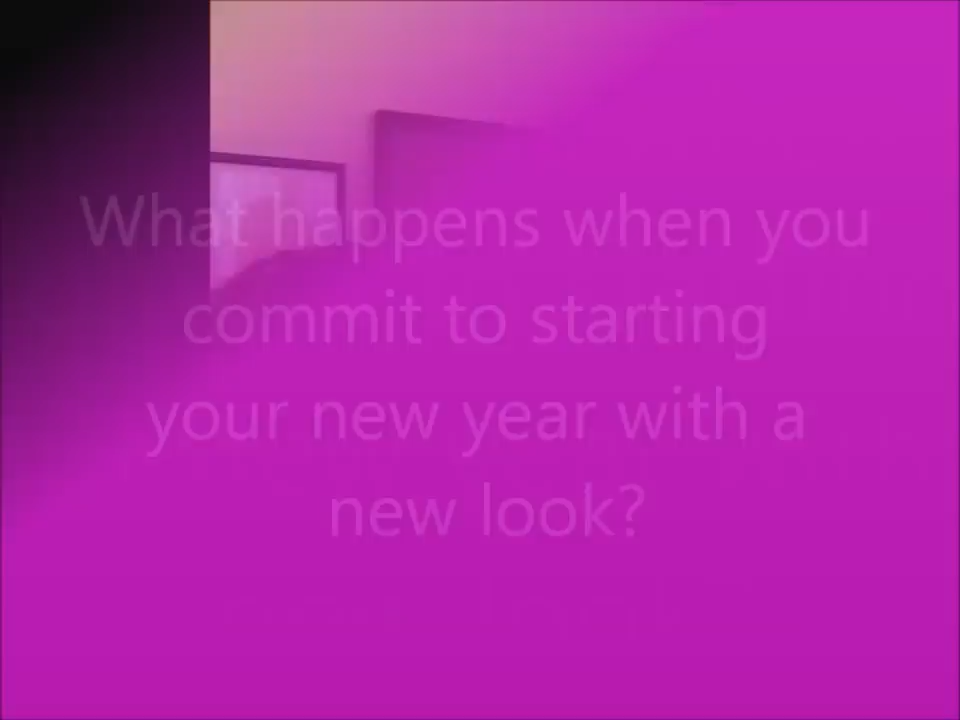 What happens when you
commit to starting
your new year with a
new look?